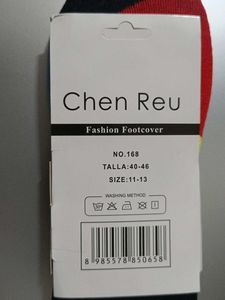 Chen Reu
Fashion Footcover
NO.168
TALLA:40-46
SIZE:11-13
WASHING METHOD
8 985578 850658